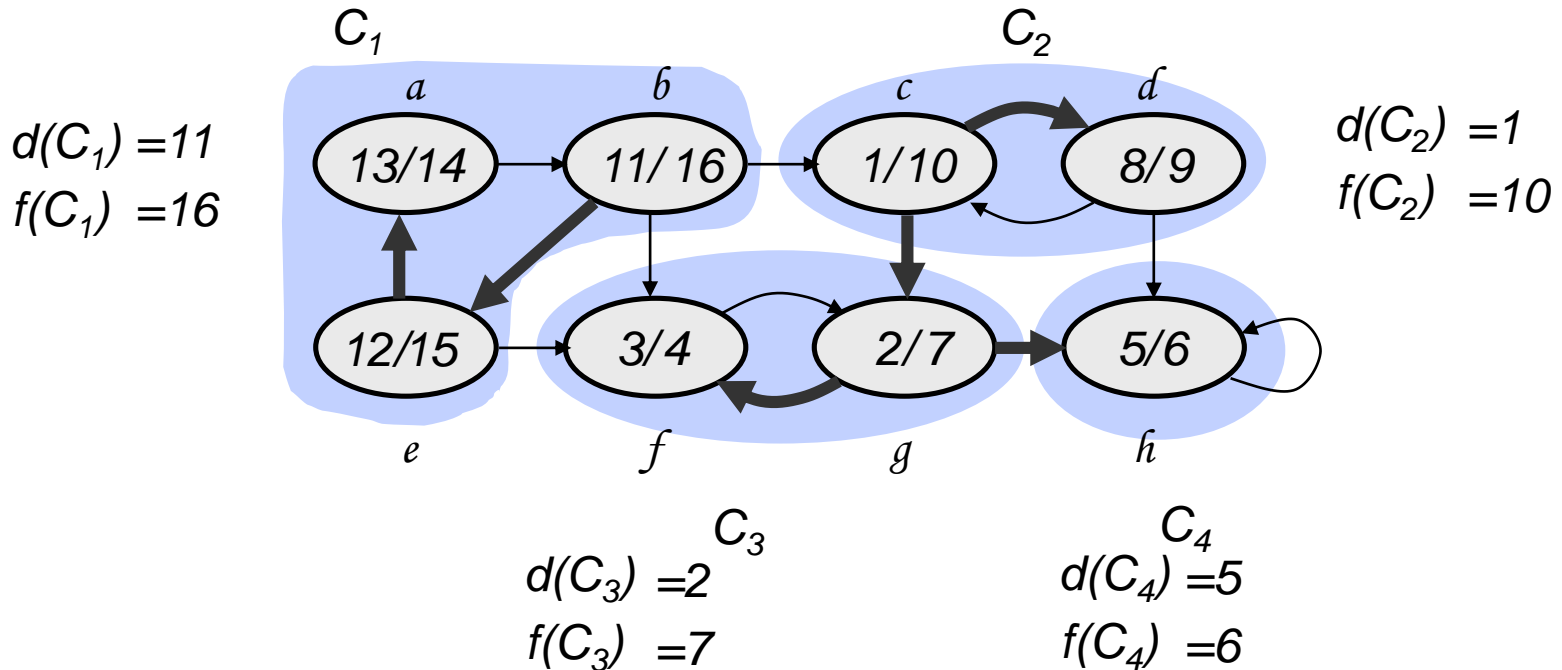 C₁ C₂
a b c d
d(C₁) =11
f(C₁) =16
13/14 11/16 1/10 8/9
d(C₂) =1
f(C₂) =10
12/15 3/4 2/7 5/6
e f g h
C₃ C₄
d(C₃) =2 d(C₄) =5
f(C₃) =7 f(C₄) =6